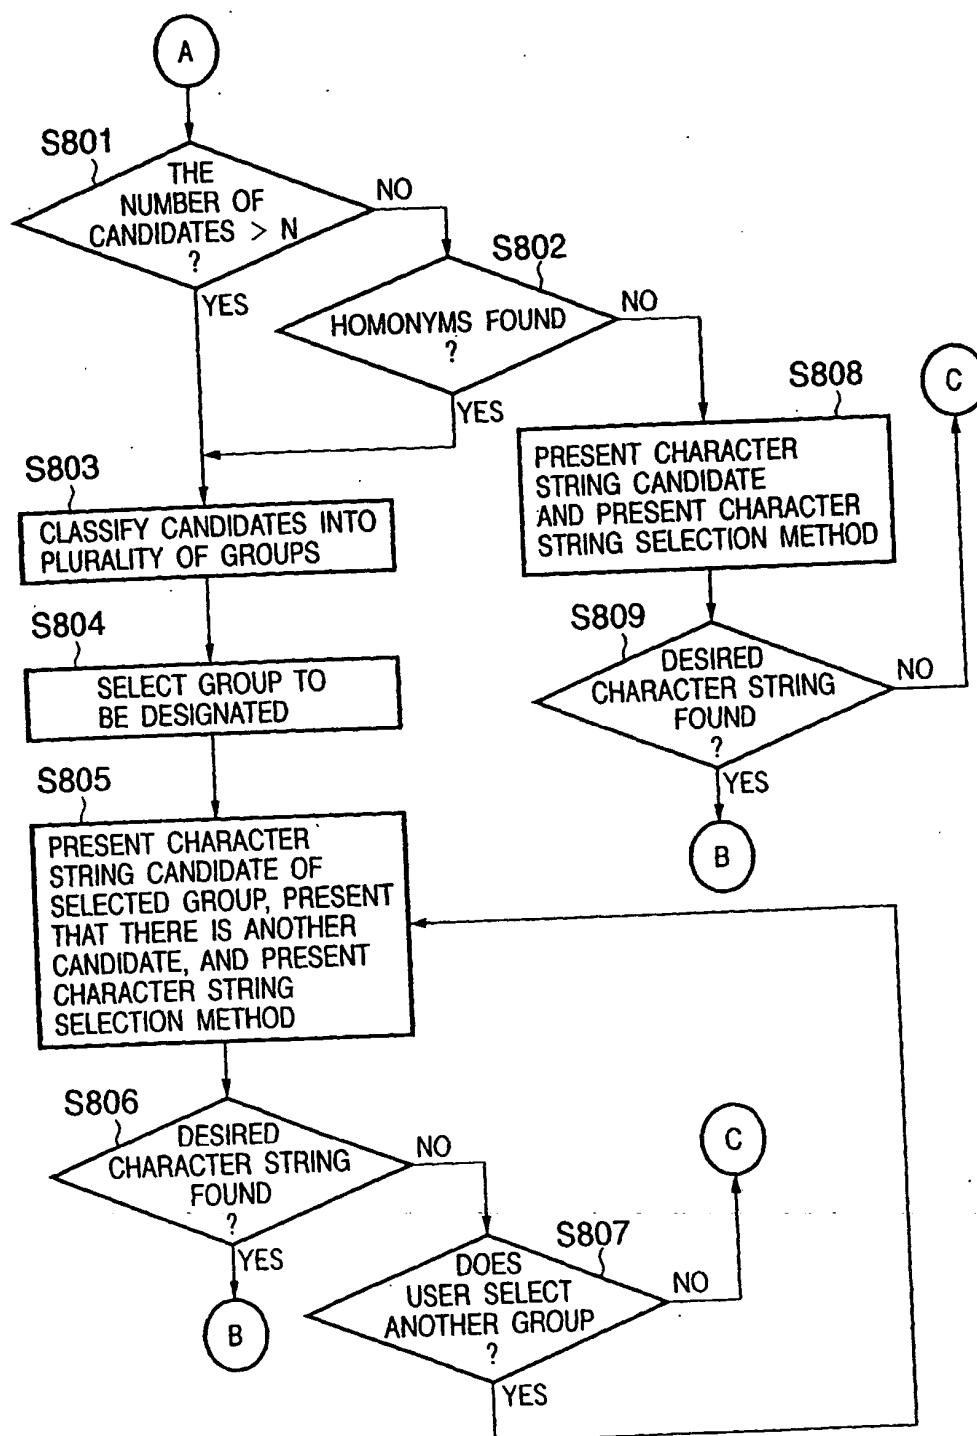 A
S801
THE
NUMBER OF
CANDIDATES > N
?
NO
YES
S802
HOMONYMS FOUND
?
NO
YES
S808
C
PRESENT CHARACTER
STRING CANDIDATE
AND PRESENT CHARACTER
STRING SELECTION METHOD
S803
CLASSIFY CANDIDATES INTO
PLURALITY OF GROUPS
S804
SELECT GROUP TO
BE DESIGNATED
S809
DESIRED
CHARACTER STRING
FOUND
?
NO
YES
B
S805
PRESENT CHARACTER
STRING CANDIDATE OF
SELECTED GROUP, PRESENT
THAT THERE IS ANOTHER
CANDIDATE, AND PRESENT
CHARACTER STRING
SELECTION METHOD
S806
DESIRED
CHARACTER STRING
FOUND
?
NO
YES
B
C
S807
DOES
USER SELECT
ANOTHER GROUP
?
NO
YES